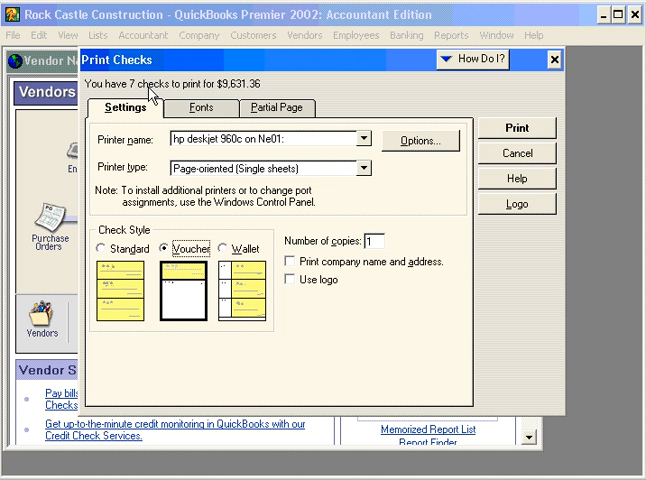 Rock Castle Construction - QuickBooks Premier 2002: Accountant Edition
File Edit View Lists Accountant Company Customers Vendors Employees Banking Reports Window Help
Vendor Na
Print Checks
How Do I?
You have 7 checks to print for $9,631.36
Vendors
Settings
Fonts
Partial Page
Printer name: hp deskjet 960c on Ne01:
Options...
Printer type: Page-oriented (Single sheets)
Note: To install additional printers or to change port
assignments, use the Windows Control Panel.
Print
Cancel
Help
Logo
En
Purchase
Orders
Check Style
Standard
Voucher
Wallet
Number of copies: 1
Print company name and address.
Use logo
Vendors
Vendor S
Pay bills
Checks
Get up-to-the-minute credit monitoring in QuickBooks with our
Credit Check Services.
Memorized Report List
Report Finder